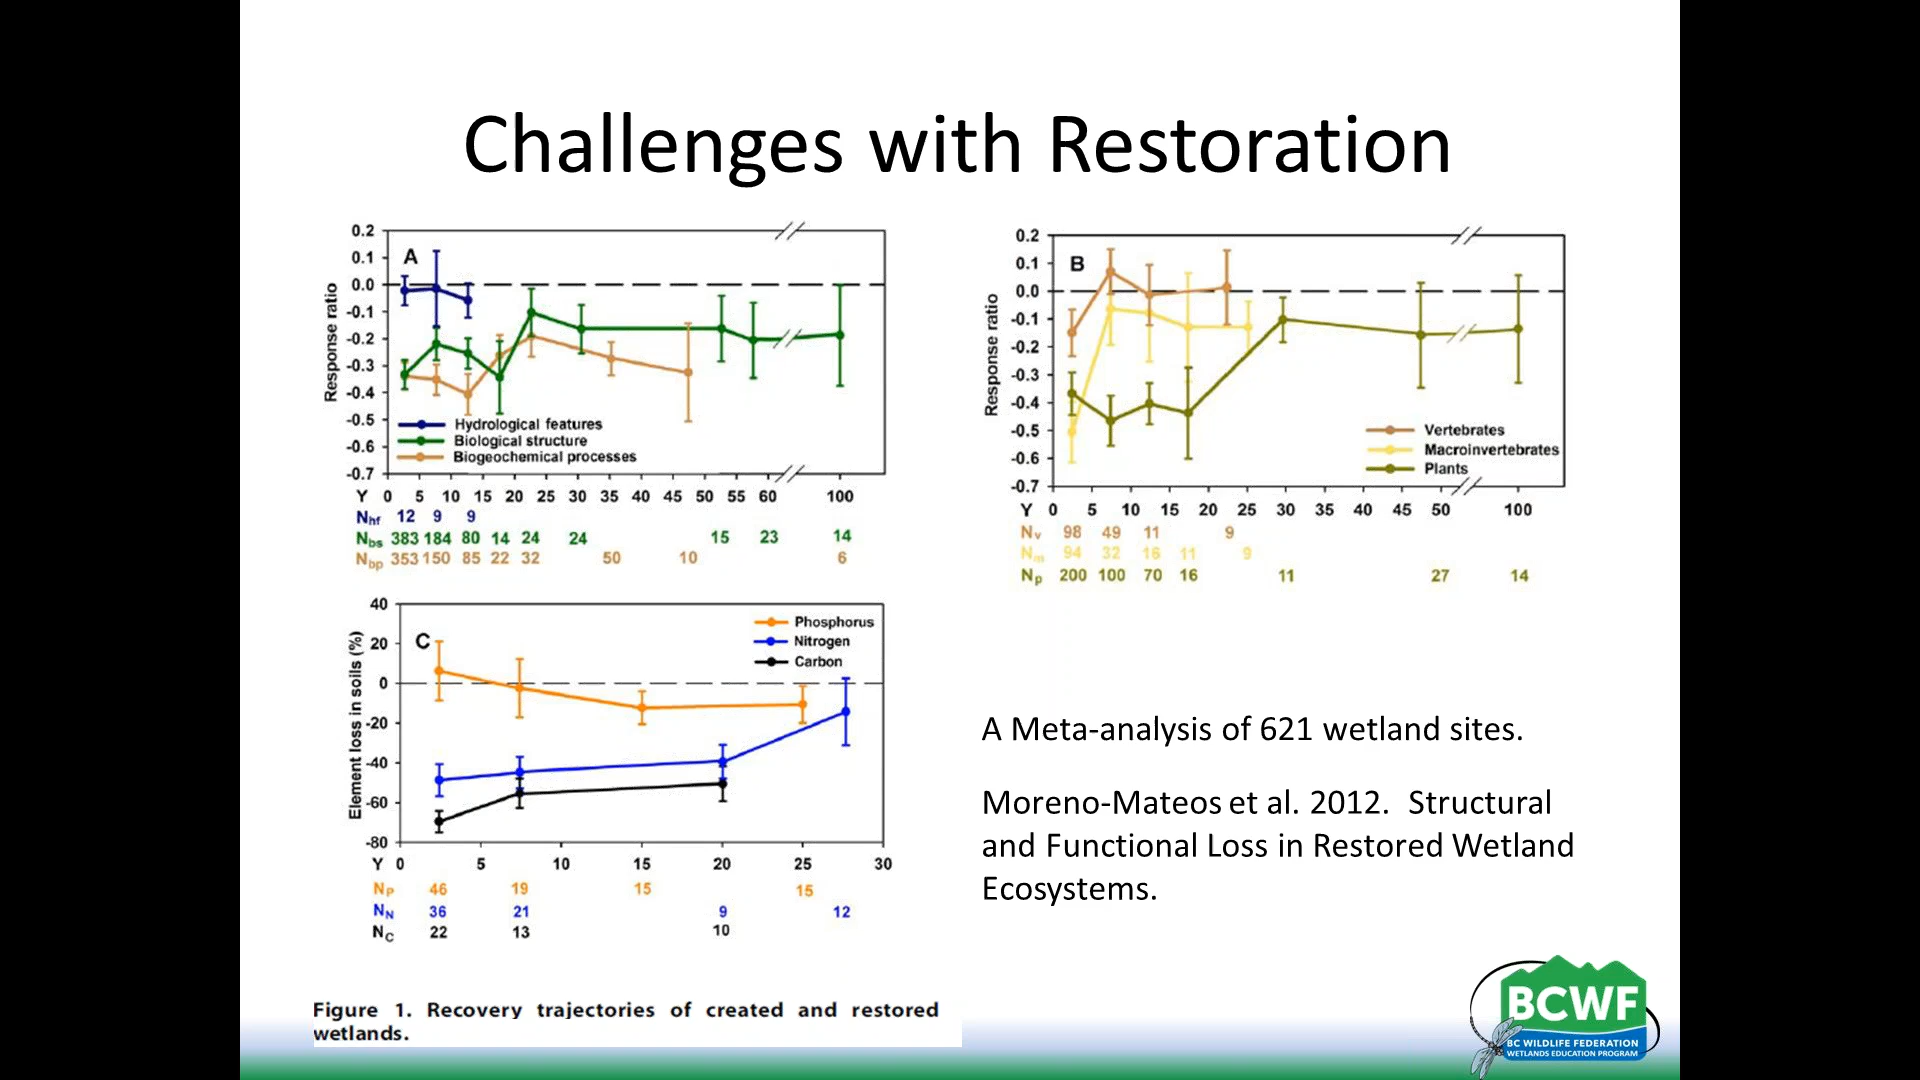 Challenges with Restoration
A
0.2
0.1
0.0
-0.1
-0.2
-0.3
-0.4
-0.5
-0.6
-0.7
Response ratio
Hydrological features
Biological structure
Biogeochemical processes
Y 0 5 10 15 20 25 30 35 40 45 50 55 60 100
Nhf 12 9 9
Nbs 383 184 80 14 24 24 15 23 14
Nbp 353 150 85 22 32 50 10 6
B
0.2
0.1
0.0
-0.1
-0.2
-0.3
-0.4
-0.5
-0.6
-0.7
Response ratio
Vertebrates
Macroinvertebrates
Plants
Y 0 5 10 15 20 25 30 35 40 45 50 100
Nv 98 49 11 9
Nm 94 32 16 11 9
Np 200 100 70 16 11 27 14
C
40
20
0
-20
-40
-60
-80
Element loss in soils (%)
Phosphorus
Nitrogen
Carbon
Y 0 5 10 15 20 25 30
NP 46 19 15 15
NN 36 21 9 12
NC 22 13 10
A Meta-analysis of 621 wetland sites.
Moreno-Mateos et al. 2012. Structural
and Functional Loss in Restored Wetland
Ecosystems.
Figure 1. Recovery trajectories of created and restored
wetlands.
BCWF
BC WILDLIFE FEDERATION
WETLANDS EDUCATION PROGRAM